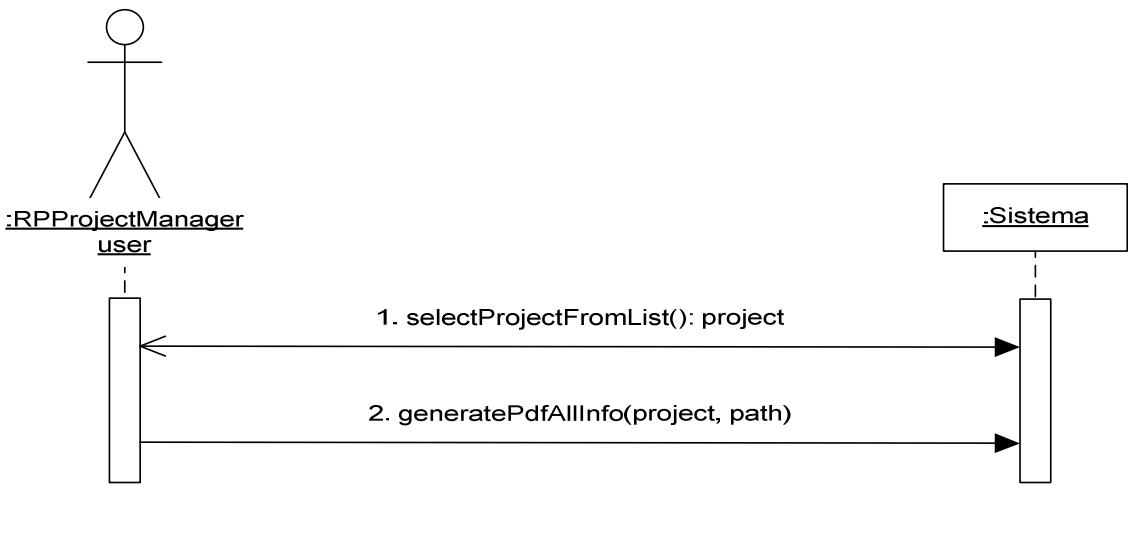 :RPProjectManager
user
:Sistema
1. selectProjectFromList(): project
2. generatePdfAllInfo(project, path)